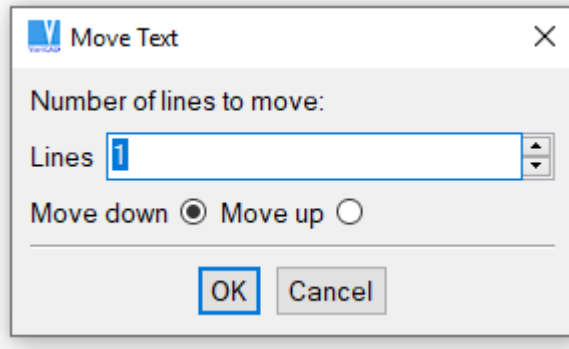 Move Text
Number of lines to move:
Lines 1
Move down Move up
OK Cancel